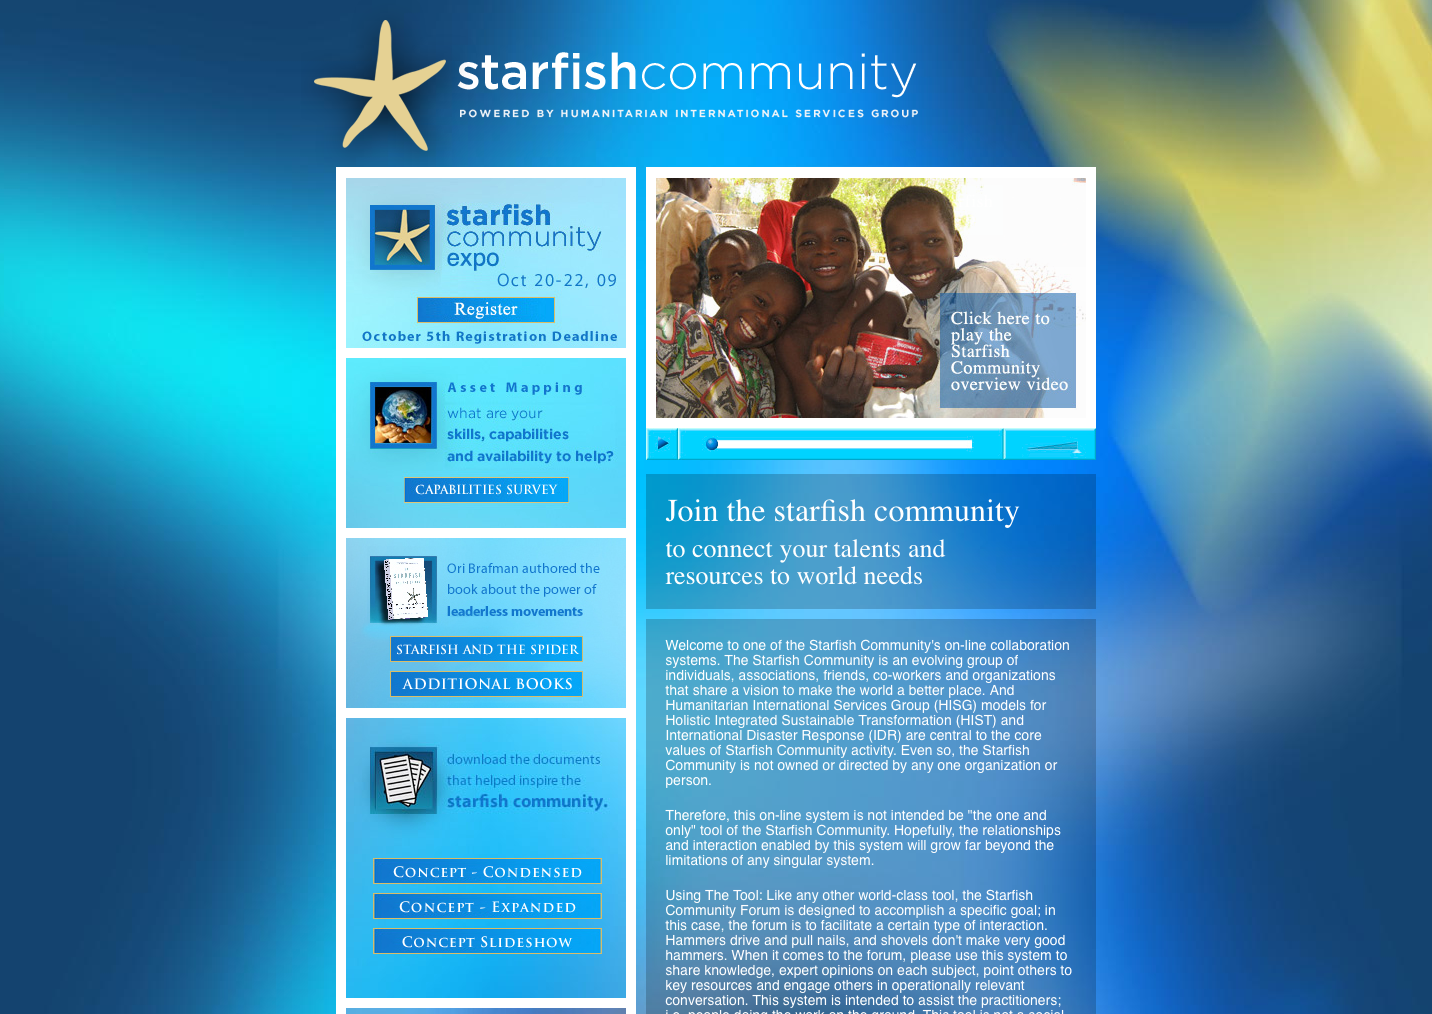 starfishcommunity
POWERED BY HUMANITARIAN INTERNATIONAL SERVICES GROUP
starfish
community
expo
Oct 20-22, 09
Register
October 5th Registration Deadline
Asset Mapping
what are your
skills, capabilities
and availability to help?
CAPABILITIES SURVEY
Ori Brafman authored the
book about the power of
leaderless movements
STARFISH AND THE SPIDER
ADDITIONAL BOOKS
download the documents
that helped inspire the
starfish community.
CONCEPT - CONDENSED
CONCEPT - EXPANDED
CONCEPT SLIDESHOW
Click here to
play the
Starfish
Community
overview video
Join the starfish community
to connect your talents and
resources to world needs
Welcome to one of the Starfish Community's on-line collaboration
systems. The Starfish Community is an evolving group of
individuals, associations, friends, co-workers and organizations
that share a vision to make the world a better place. And
Humanitarian International Services Group (HISG) models for
Holistic Integrated Sustainable Transformation (HIST) and
International Disaster Response (IDR) are central to the core
values of Starfish Community activity. Even so, the Starfish
Community is not owned or directed by any one organization or
person.
Therefore, this on-line system is not intended be "the one and
only" tool of the Starfish Community. Hopefully, the relationships
and interaction enabled by this system will grow far beyond the
limitations of any singular system.
Using The Tool: Like any other world-class tool, the Starfish
Community Forum is designed to accomplish a specific goal; in
this case, the forum is to facilitate a certain type of interaction.
Hammers drive and pull nails, and shovels don't make very good
hammers. When it comes to the forum, please use this system to
share knowledge, expert opinions on each subject, point others to
key resources and engage others in operationally relevant
conversation. This system is intended to assist the practitioners;
i.e. people doing the work on the ground. This tool is not a social